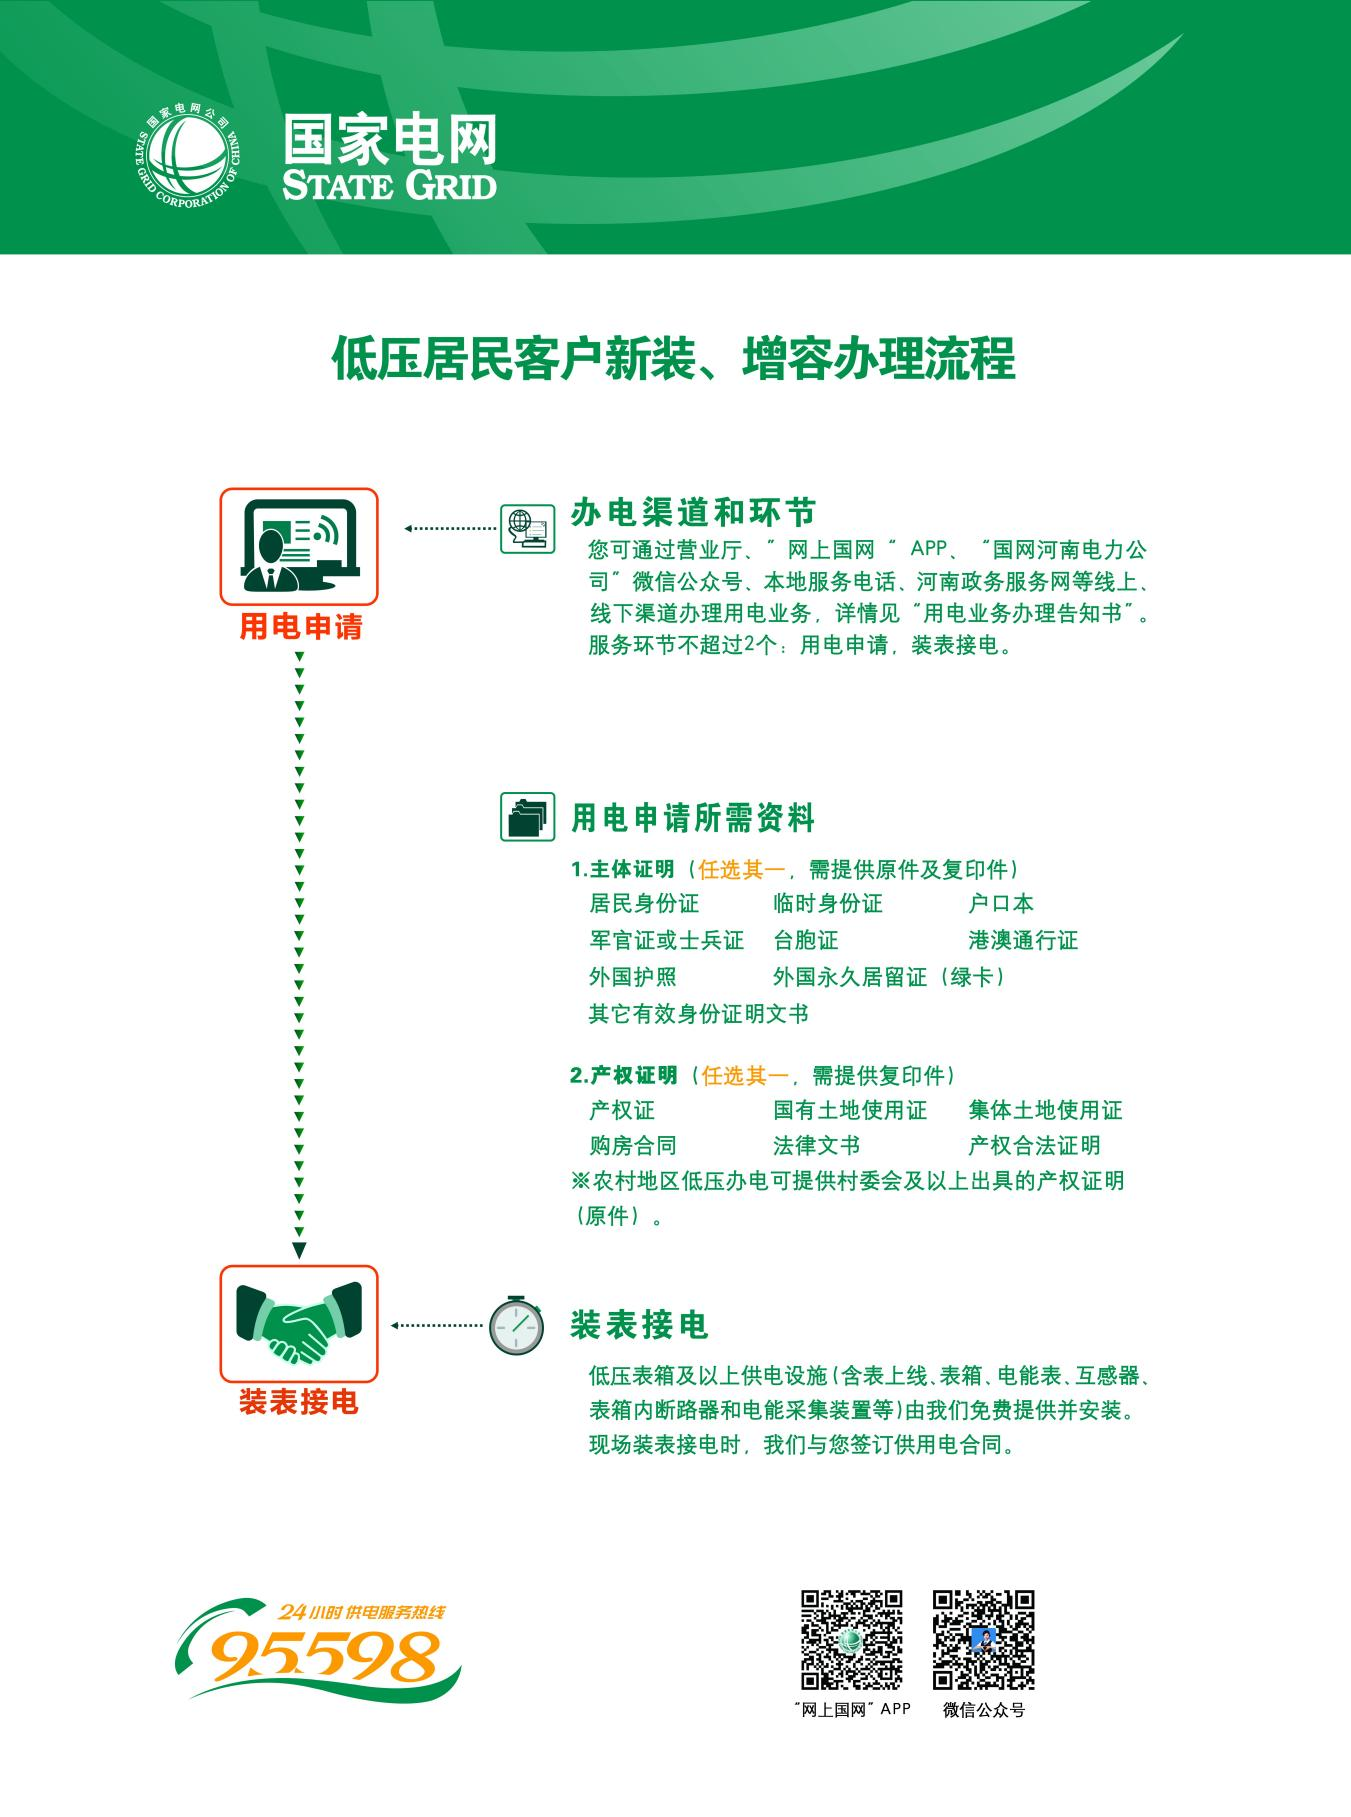 国家电网公司
STATE GRID CORPORATION OF CHINA
国家电网
STATE GRID
低压居民客户新装、增容办理流程
用电申请
办电渠道和环节
您可通过营业厅、”网上国网“ APP、“国网河南电力公
司”微信公众号、本地服务电话、河南政务服务网等线上、
线下渠道办理用电业务，详情见“用电业务办理告知书”。
服务环节不超过2个：用电申请，装表接电。
用电申请所需资料
1.主体证明（任选其一，需提供原件及复印件）
居民身份证 临时身份证 户口本
军官证或士兵证 台胞证 港澳通行证
外国护照 外国永久居留证（绿卡）
其它有效身份证明文书
2.产权证明（任选其一，需提供复印件）
产权证 国有土地使用证 集体土地使用证
购房合同 法律文书 产权合法证明
※农村地区低压办电可提供村委会及以上出具的产权证明
（原件）。
装表接电
装表接电
低压表箱及以上供电设施(含表上线、表箱、电能表、互感器、
表箱内断路器和电能采集装置等)由我们免费提供并安装。
现场装表接电时，我们与您签订供用电合同。
24小时供电服务热线
95598
“网上国网”APP
微信公众号